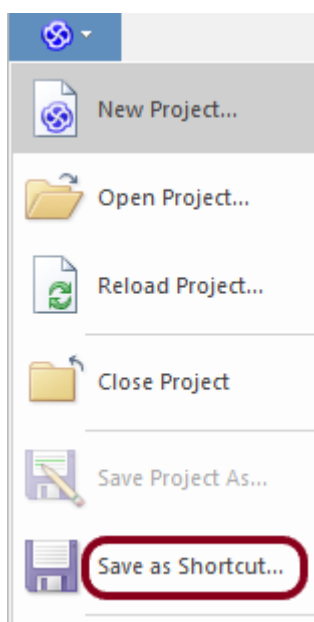 New Project...
Open Project...
Reload Project...
Close Project
Save Project As...
Save as Shortcut...